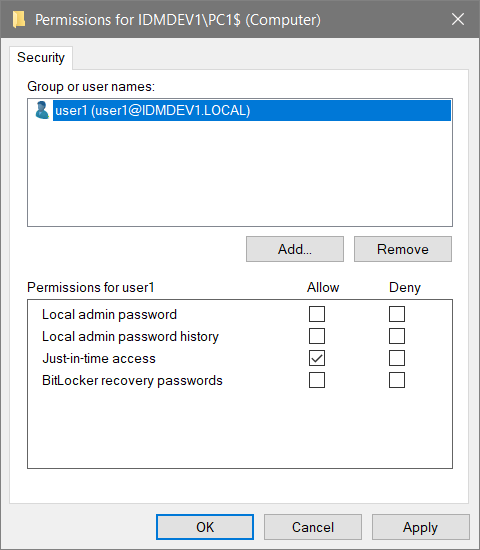 Permissions for IDMDEV1\PC1$ (Computer)
Security
Group or user names:
user1 (user1@IDMDEV1.LOCAL)
Add... Remove
Permissions for user1 Allow Deny
Local admin password
Local admin password history
Just-in-time access
BitLocker recovery passwords
OK Cancel Apply